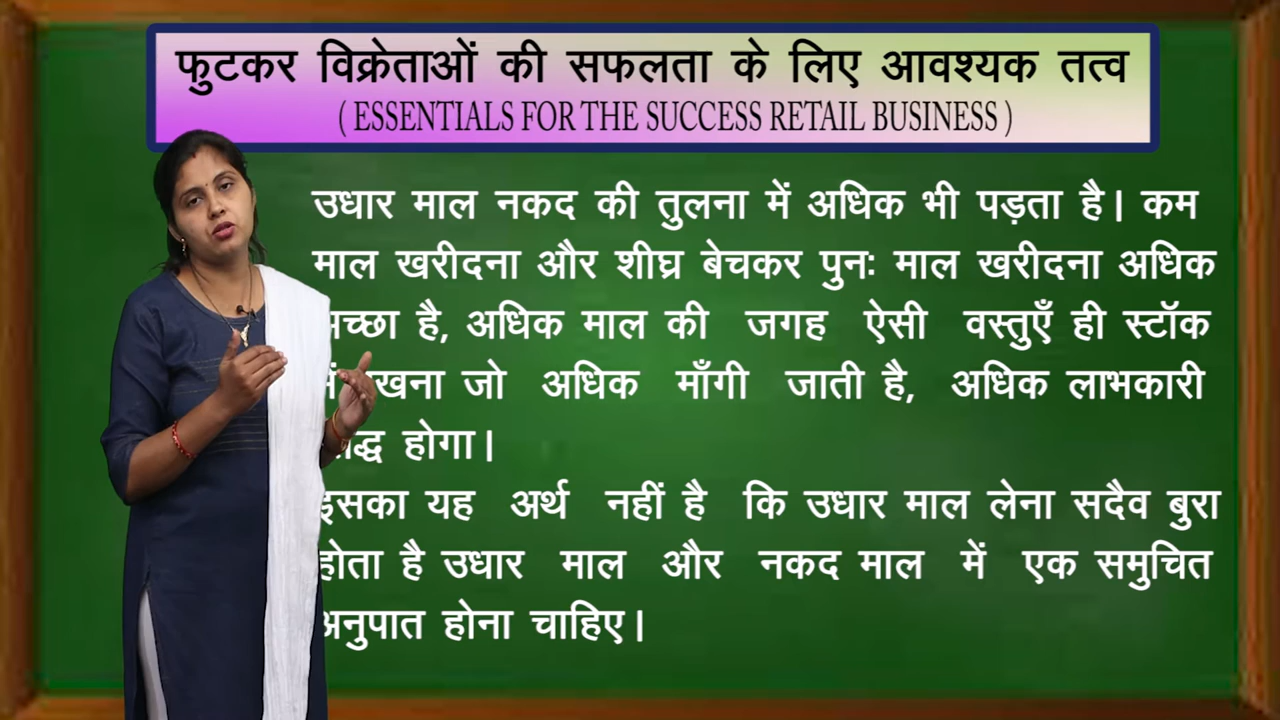 फुटकर विक्रेताओं की सफलता के लिए आवश्यक तत्व
( ESSENTIALS FOR THE SUCCESS RETAIL BUSINESS )
उधार माल नकद की तुलना में अधिक भी पड़ता है। कम
माल खरीदना और शीघ्र बेचकर पुनः माल खरीदना अधिक
है, अधिक माल की जगह ऐसी वस्तुएँ ही स्टॉक
जो अधिक माँगी जाती है, अधिक लाभकारी
होगा।
इसका यह अर्थ नहीं है कि उधार माल लेना सदैव बुरा
होता है उधार माल और नकद माल में एक समुचित
अनुपात होना चाहिए।